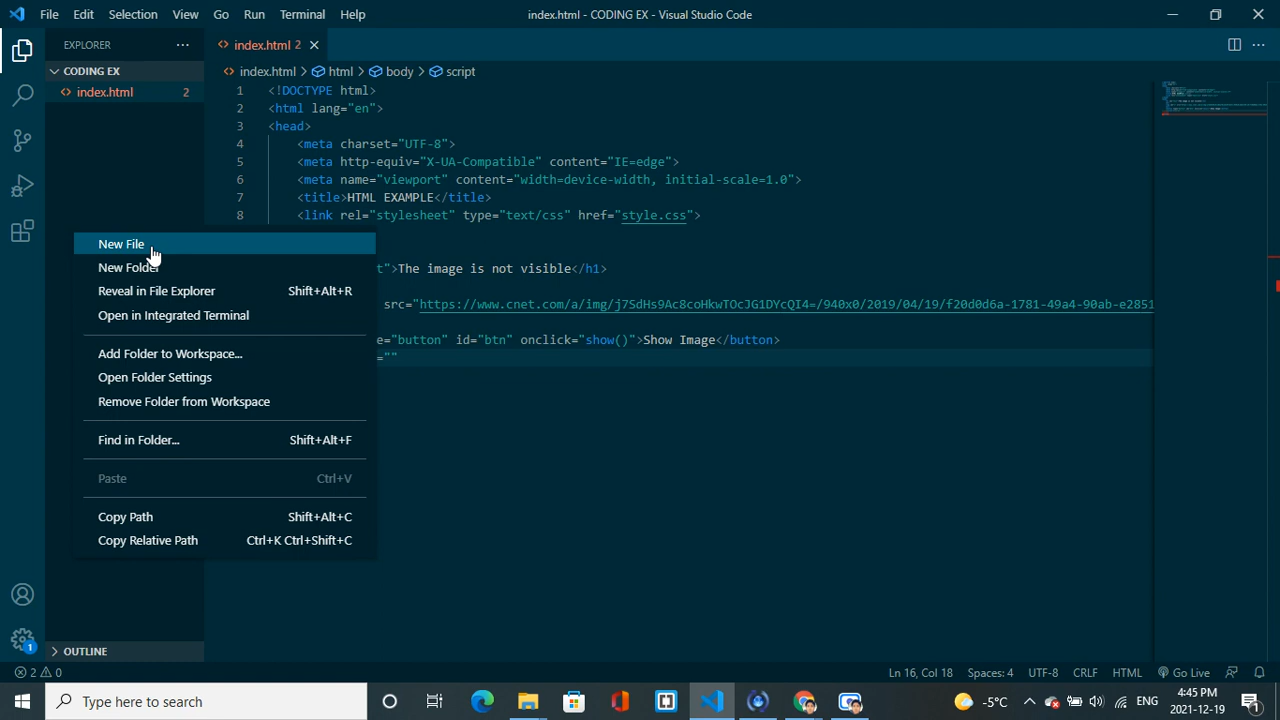 File Edit Selection View Go Run Terminal Help index.html - CODING EX - Visual Studio Code
EXPLORER
index.html 2
CODING EX
index.html > html > body > script
index.html 2
1 <!DOCTYPE html>
2 <html lang="en">
3 <head>
4 <meta charset="UTF-8">
5 <meta http-equiv="X-UA-Compatible" content="IE=edge">
6 <meta name="viewport" content="width=device-width, initial-scale=1.0">
7 <title>HTML EXAMPLE</title>
8 <link rel="stylesheet" type="text/css" href="style.css">
t">The image is not visible</h1>
src="https://www.cnet.com/a/img/j7SdHs9Ac8coHkwTOcJG1DYcQI4=/940x0/2019/04/19/f20d0d6a-1781-49a4-90ab-e2851
e="button" id="btn" onclick="show()">Show Image</button>
=""
New File
New Folder
Reveal in File Explorer Shift+Alt+R
Open in Integrated Terminal
Add Folder to Workspace...
Open Folder Settings
Remove Folder from Workspace
Find in Folder... Shift+Alt+F
Paste Ctrl+V
Copy Path Shift+Alt+C
Copy Relative Path Ctrl+K Ctrl+Shift+C
1
OUTLINE
2 0 Ln 16, Col 18 Spaces: 4 UTF-8 CRLF HTML Go Live
Type here to search
-5°C
ENG
4:45 PM
2021-12-19
1